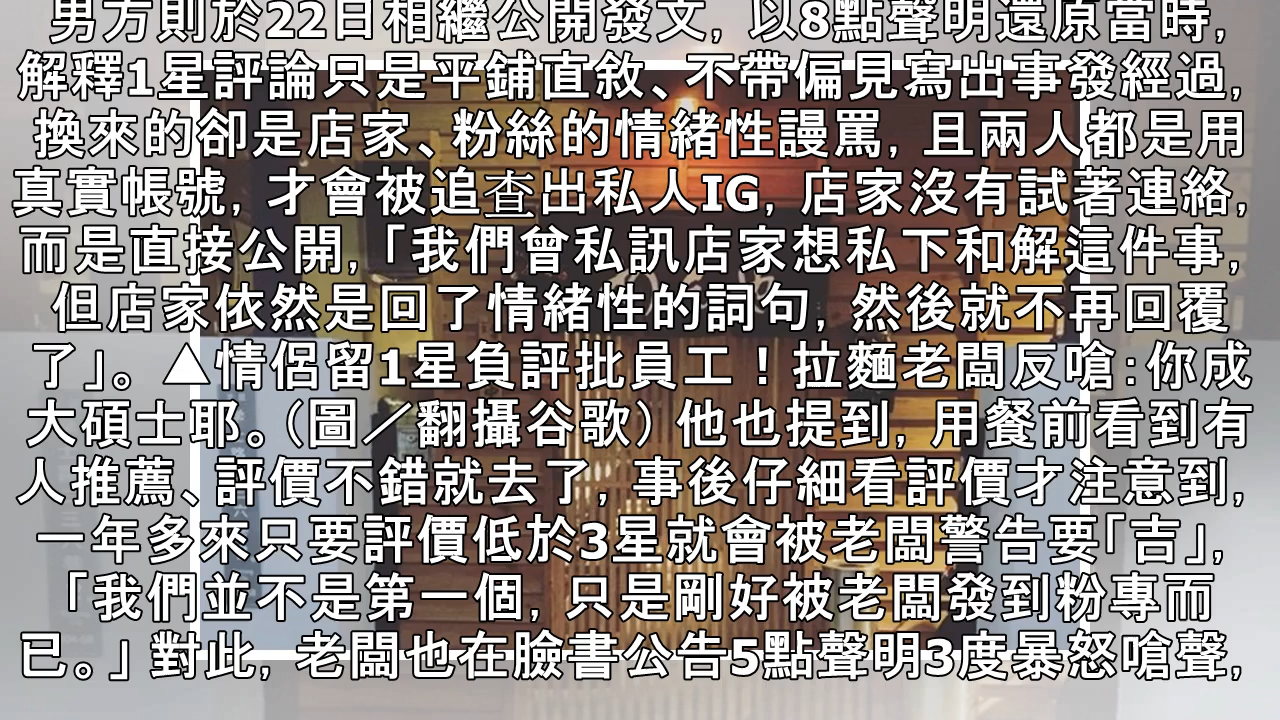 男方則於22日相繼公開發文, 以8點聲明還原當時,
解釋1星評論只是平鋪直敘、不帶偏見寫出事發經過,
換來的卻是店家、粉絲的情緒性謾罵, 且兩人都是用
真實帳號, 才會被追查出私人IG, 店家沒有試著連絡,
而是直接公開,「我們曾私訊店家想私下和解這件事,
但店家依然是回了情緒性的詞句, 然後就不再回覆
了」。 ▲情侶留1星負評批員工！拉麵老闆反嗆:你成
大碩士耶。(圖／翻攝谷歌) 他也提到, 用餐前看到有
人推薦、評價不錯就去了, 事後仔細看評價才注意到,
一年多來只要評價低於3星就會被老闆警告要「吉」,
「我們並不是第一個, 只是剛好被老闆發到粉專而
已。」對此, 老闆也在臉書公告5點聲明3度暴怒嗆聲,